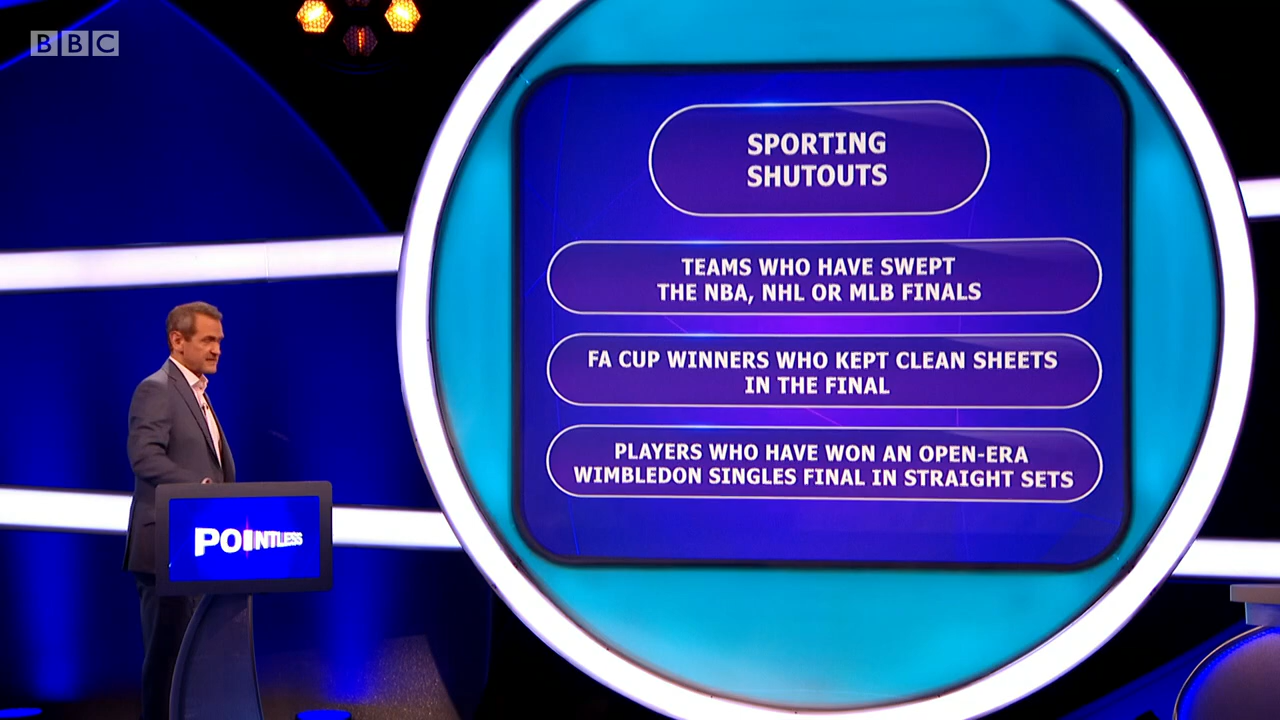 BBC
SPORTING
SHUTOUTS
TEAMS WHO HAVE SWEPT
THE NBA, NHL OR MLB FINALS
FA CUP WINNERS WHO KEPT CLEAN SHEETS
IN THE FINAL
PLAYERS WHO HAVE WON AN OPEN-ERA
WIMBLEDON SINGLES FINAL IN STRAIGHT SETS
POINTLESS